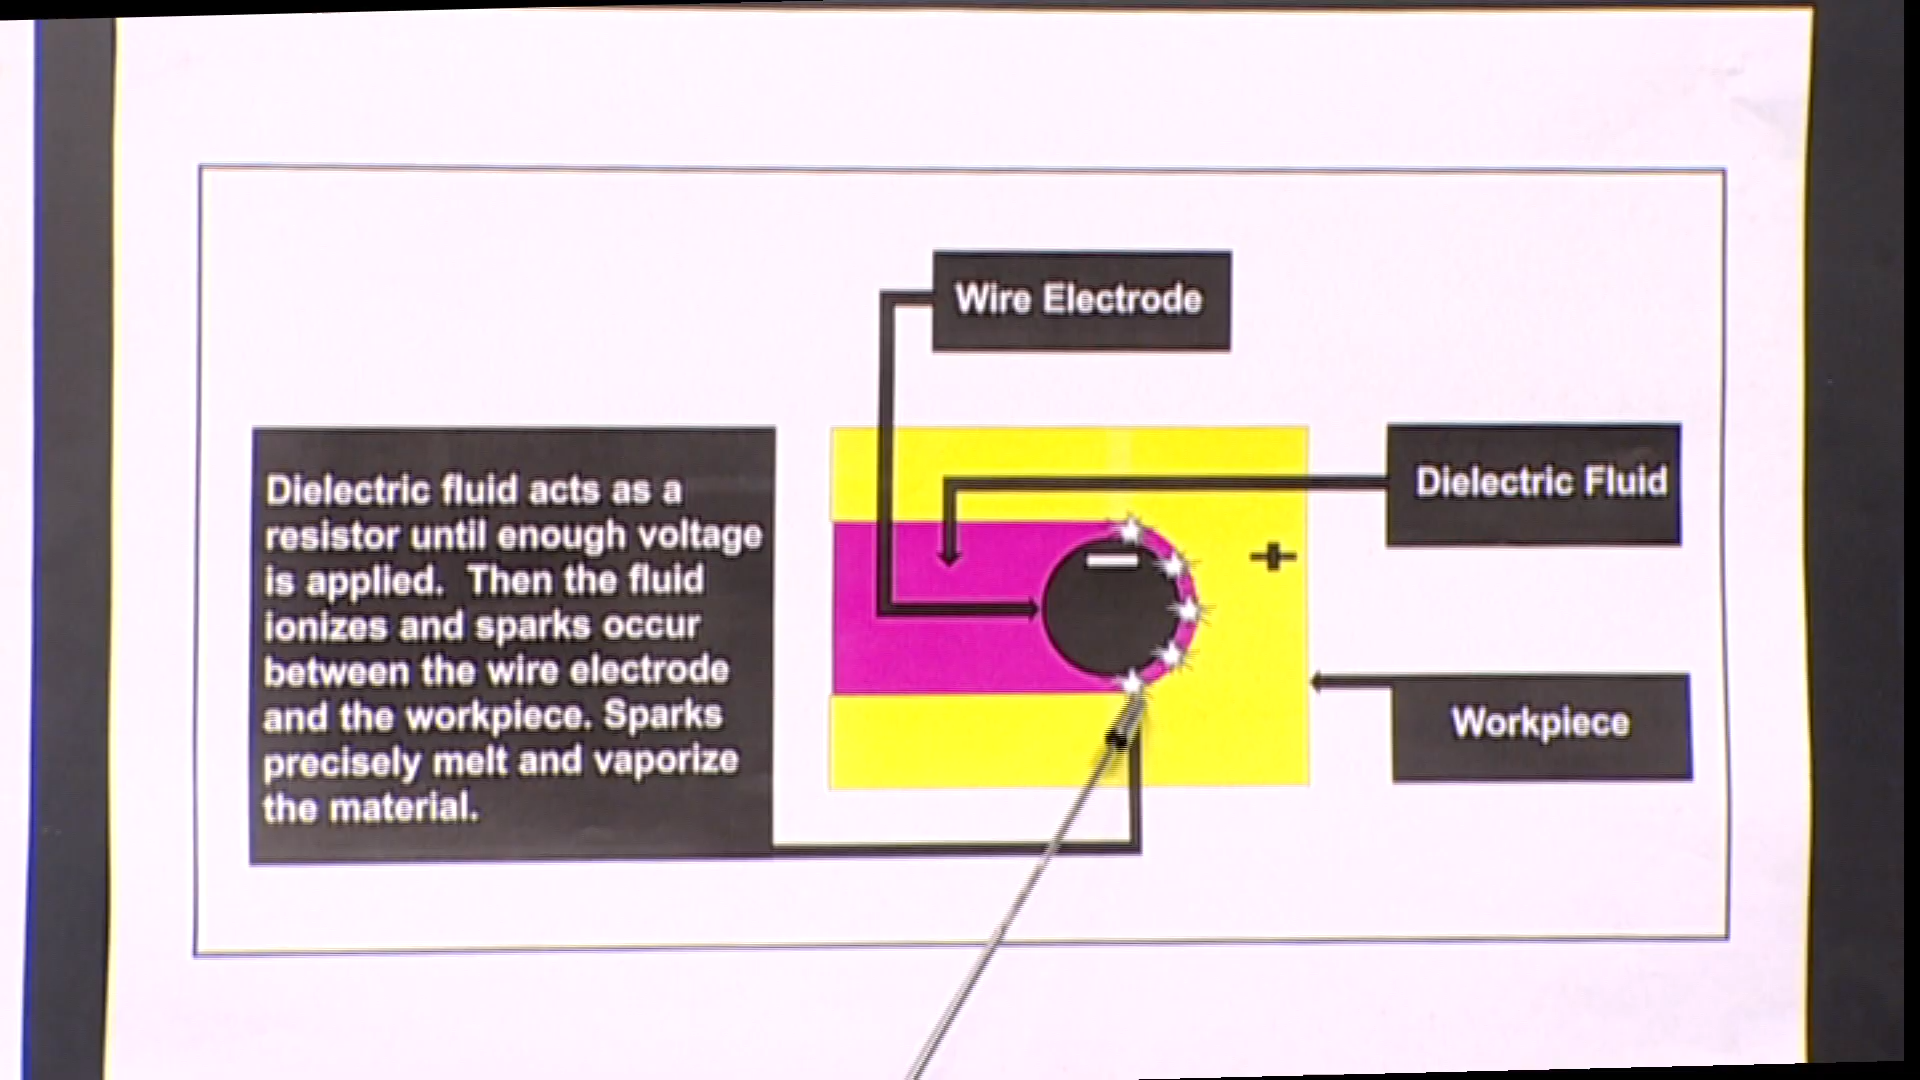 Wire Electrode
Dielectric Fluid
Dielectric fluid acts as a
resistor until enough voltage
is applied. Then the fluid
ionizes and sparks occur
between the wire electrode
and the workpiece. Sparks
precisely melt and vaporize
the material.
−
+
Workpiece